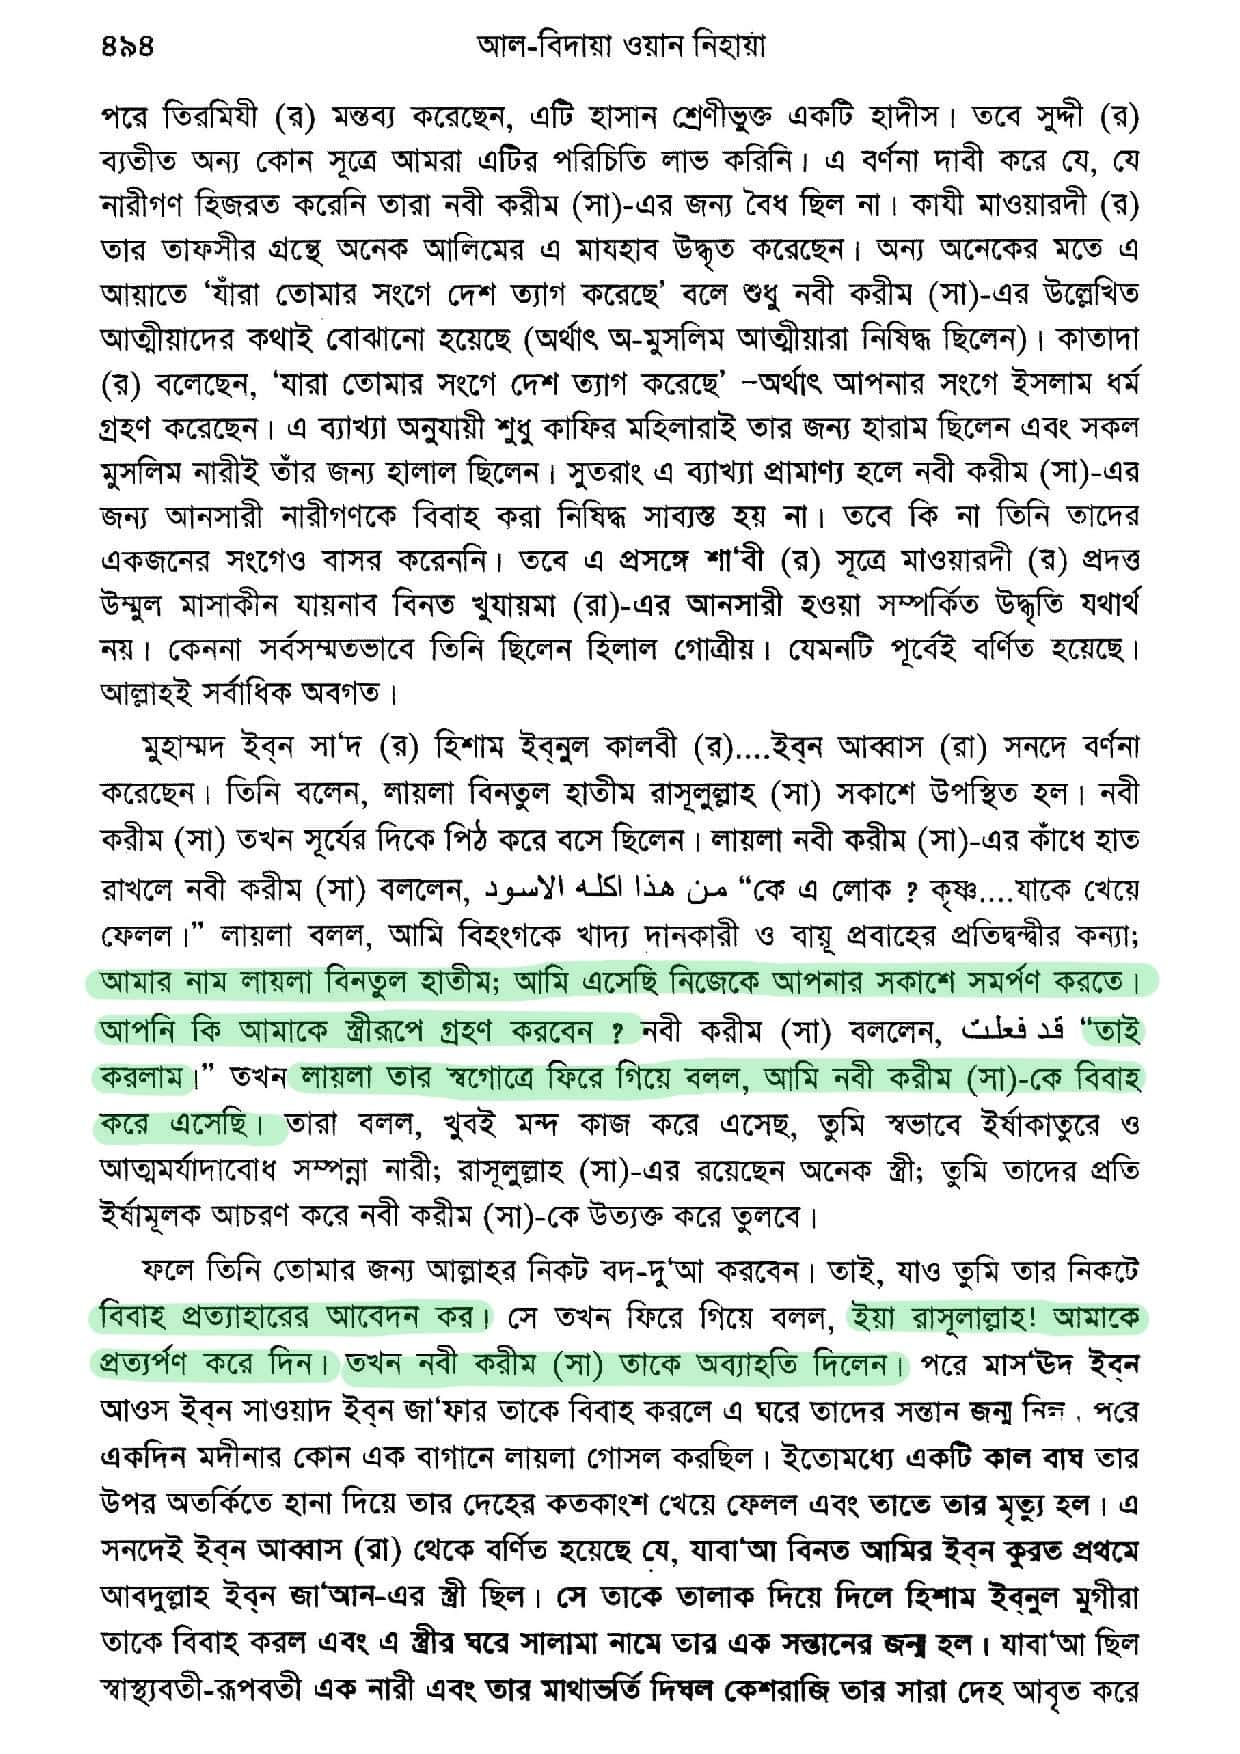 ৪৯৪ আল-বিদায়া ওয়ান নিহায়া
পরে তিরমিযী (র) মন্তব্য করেছেন, এটি হাসান শ্রেণীভুক্ত একটি হাদীস। তবে সুদ্দী (র)
ব্যতীত অন্য কোন সূত্রে আমরা এটির পরিচিতি লাভ করিনি। এ বর্ণনা দাবী করে যে, যে
নারীগণ হিজরত করেনি তারা নবী করীম (সা)-এর জন্য বৈধ ছিল না। কাযী মাওয়ারদী (র)
তার তাফসীর গ্রন্থে অনেক আলিমের এ মাযহাব উদ্ধৃত করেছেন। অন্য অনেকের মতে এ
আয়াতে ‘যাঁরা তোমার সংগে দেশ ত্যাগ করেছে’ বলে শুধু নবী করীম (সা)-এর উল্লেখিত
আত্মীয়াদের কথাই বোঝানো হয়েছে (অর্থাৎ অ-মুসলিম আত্মীয়ারা নিষিদ্ধ ছিলেন)। কাতাদা
(র) বলেছেন, ‘যারা তোমার সংগে দেশ ত্যাগ করেছে’ –অর্থাৎ আপনার সংগে ইসলাম ধর্ম
গ্রহণ করেছেন। এ ব্যাখ্যা অনুযায়ী শুধু কাফির মহিলারাই তার জন্য হারাম ছিলেন এবং সকল
মুসলিম নারীই তাঁর জন্য হালাল ছিলেন। সুতরাং এ ব্যাখ্যা প্রামাণ্য হলে নবী করীম (সা)-এর
জন্য আনসারী নারীগণকে বিবাহ করা নিষিদ্ধ সাব্যস্ত হয় না। তবে কি না তিনি তাদের
একজনের সংগেও বাসর করেননি। তবে এ প্রসঙ্গে শা‘বী (র) সূত্রে মাওয়ারদী (র) প্রদত্ত
উম্মুল মাসাকীন যায়নাব বিনত খুযায়মা (রা)-এর আনসারী হওয়া সম্পর্কিত উদ্ধৃতি যথার্থ
নয়। কেননা সর্বসম্মতভাবে তিনি ছিলেন হিলাল গোত্রীয়। যেমনটি পূর্বেই বর্ণিত হয়েছে।
আল্লাহই সর্বাধিক অবগত।
মুহাম্মদ ইব্‌ন সা‘দ (র) হিশাম ইব্‌নুল কালবী (র)....ইব্‌ন আব্বাস (রা) সনদে বর্ণনা
করেছেন। তিনি বলেন, লায়লা বিনতুল হাতীম রাসূলুল্লাহ (সা) সকাশে উপস্থিত হল। নবী
করীম (সা) তখন সূর্যের দিকে পিঠ করে বসে ছিলেন। লায়লা নবী করীম (সা)-এর কাঁধে হাত
রাখলে নবী করীম (সা) বললেন, من هذا اكله الاسود “কে এ লোক ? কৃষ্ণ....যাকে খেয়ে
ফেলল।” লায়লা বলল, আমি বিহংগকে খাদ্য দানকারী ও বায়ূ প্রবাহের প্রতিদ্বন্দ্বীর কন্যা;
আমার নাম লায়লা বিনতুল হাতীম; আমি এসেছি নিজেকে আপনার সকাশে সমর্পণ করতে।
আপনি কি আমাকে স্ত্রীরূপে গ্রহণ করবেন ? নবী করীম (সা) বললেন, قد فعلت “তাই
করলাম।” তখন লায়লা তার স্বগোত্রে ফিরে গিয়ে বলল, আমি নবী করীম (সা)-কে বিবাহ
করে এসেছি। তারা বলল, খুবই মন্দ কাজ করে এসেছ, তুমি স্বভাবে ইর্ষাকাতুরে ও
আত্মমর্যাদাবোধ সম্পন্না নারী; রাসূলুল্লাহ (সা)-এর রয়েছেন অনেক স্ত্রী; তুমি তাদের প্রতি
ইর্ষামূলক আচরণ করে নবী করীম (সা)-কে উত্যক্ত করে তুলবে।
ফলে তিনি তোমার জন্য আল্লাহর নিকট বদ-দু‘আ করবেন। তাই, যাও তুমি তার নিকটে
বিবাহ প্রত্যাহারের আবেদন কর। সে তখন ফিরে গিয়ে বলল, ইয়া রাসূলাল্লাহ! আমাকে
প্রত্যর্পণ করে দিন। তখন নবী করীম (সা) তাকে অব্যাহতি দিলেন। পরে মাস‘উদ ইব্‌ন
আওস ইব্‌ন সাওয়াদ ইব্‌ন জা‘ফার তাকে বিবাহ করলে এ ঘরে তাদের সন্তান জন্ম নিল. পরে
একদিন মদীনার কোন এক বাগানে লায়লা গোসল করছিল। ইতোমধ্যে একটি কাল বাঘ তার
উপর অতর্কিতে হানা দিয়ে তার দেহের কতকাংশ খেয়ে ফেলল এবং তাতে তার মৃত্যু হল। এ
সনদেই ইব্‌ন আব্বাস (রা) থেকে বর্ণিত হয়েছে যে, যাবা‘আ বিনত আমির ইব্‌ন কুরত প্রথমে
আবদুল্লাহ ইব্‌ন জা‘আন-এর স্ত্রী ছিল। সে তাকে তালাক দিয়ে দিলে হিশাম ইব্‌নুল মুগীরা
তাকে বিবাহ করল এবং এ স্ত্রীর ঘরে সালামা নামে তার এক সন্তানের জন্ম হল। যাবা‘আ ছিল
স্বাস্থ্যবতী-রূপবতী এক নারী এবং তার মাথাভর্তি দিঘল কেশরাজি তার সারা দেহ আবৃত করে